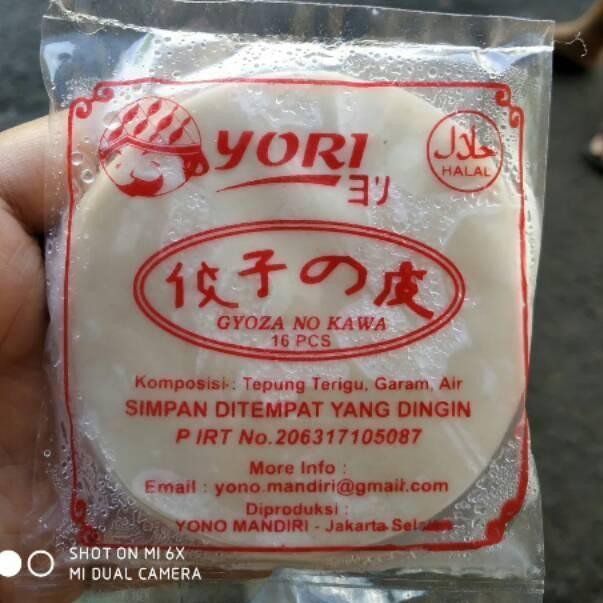 YORI
ヨリ
حلال
HALAL
餃子の皮
GYOZA NO KAWA
16 PCS
Komposisi : Tepung Terigu, Garam, Air
SIMPAN DITEMPAT YANG DINGIN
P IRT No.206317105087
More Info :
Email : yono.mandiri@gmail.com
Diproduksi :
YONO MANDIRI - Jakarta
SHOT ON MI 6X
MI DUAL CAMERA